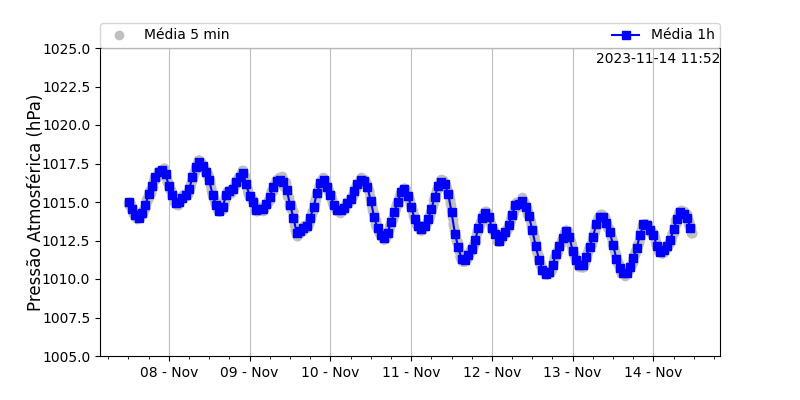 Média 5 min
Média 1h
2023-11-14 11:52
Pressão Atmosférica (hPa)
1025.0
1022.5
1020.0
1017.5
1015.0
1012.5
1010.0
1007.5
1005.0
08 - Nov
09 - Nov
10 - Nov
11 - Nov
12 - Nov
13 - Nov
14 - Nov